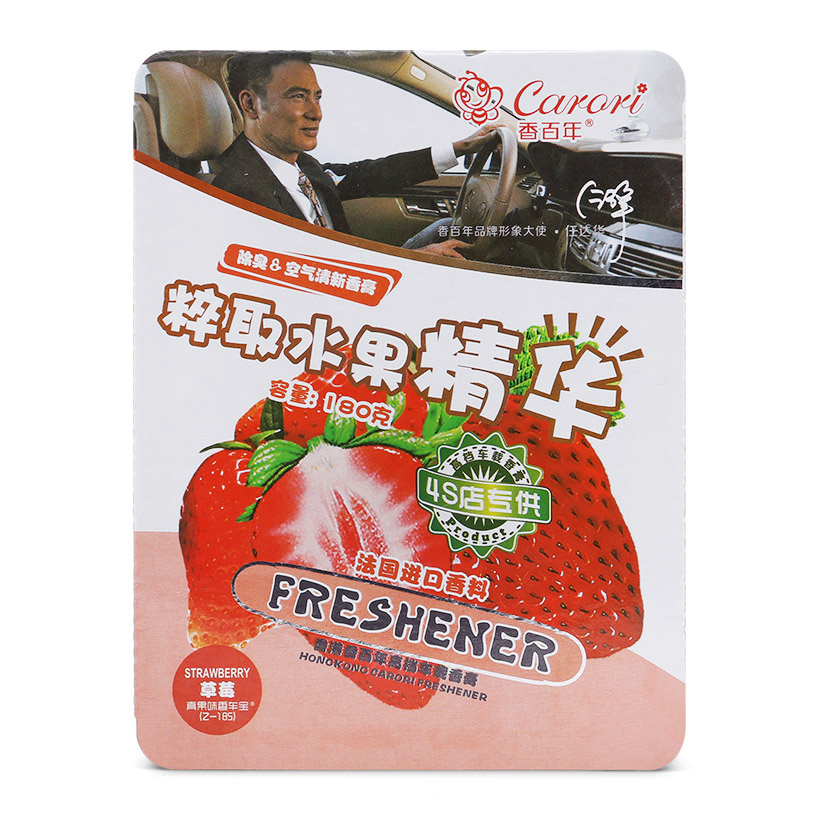 Carori
香百年®
香百年品牌形象大使·任达华
除臭&空气清新香膏
粹取水果精华
容量:180克
高档车载香膏
4S店专供
Product
法国进口香料
FRESHENER
香港香百年高档车载香膏
HONGKONG CARORI FRESHENER
STRAWBERRY
草莓
真果味香车宝®
(Z-185)